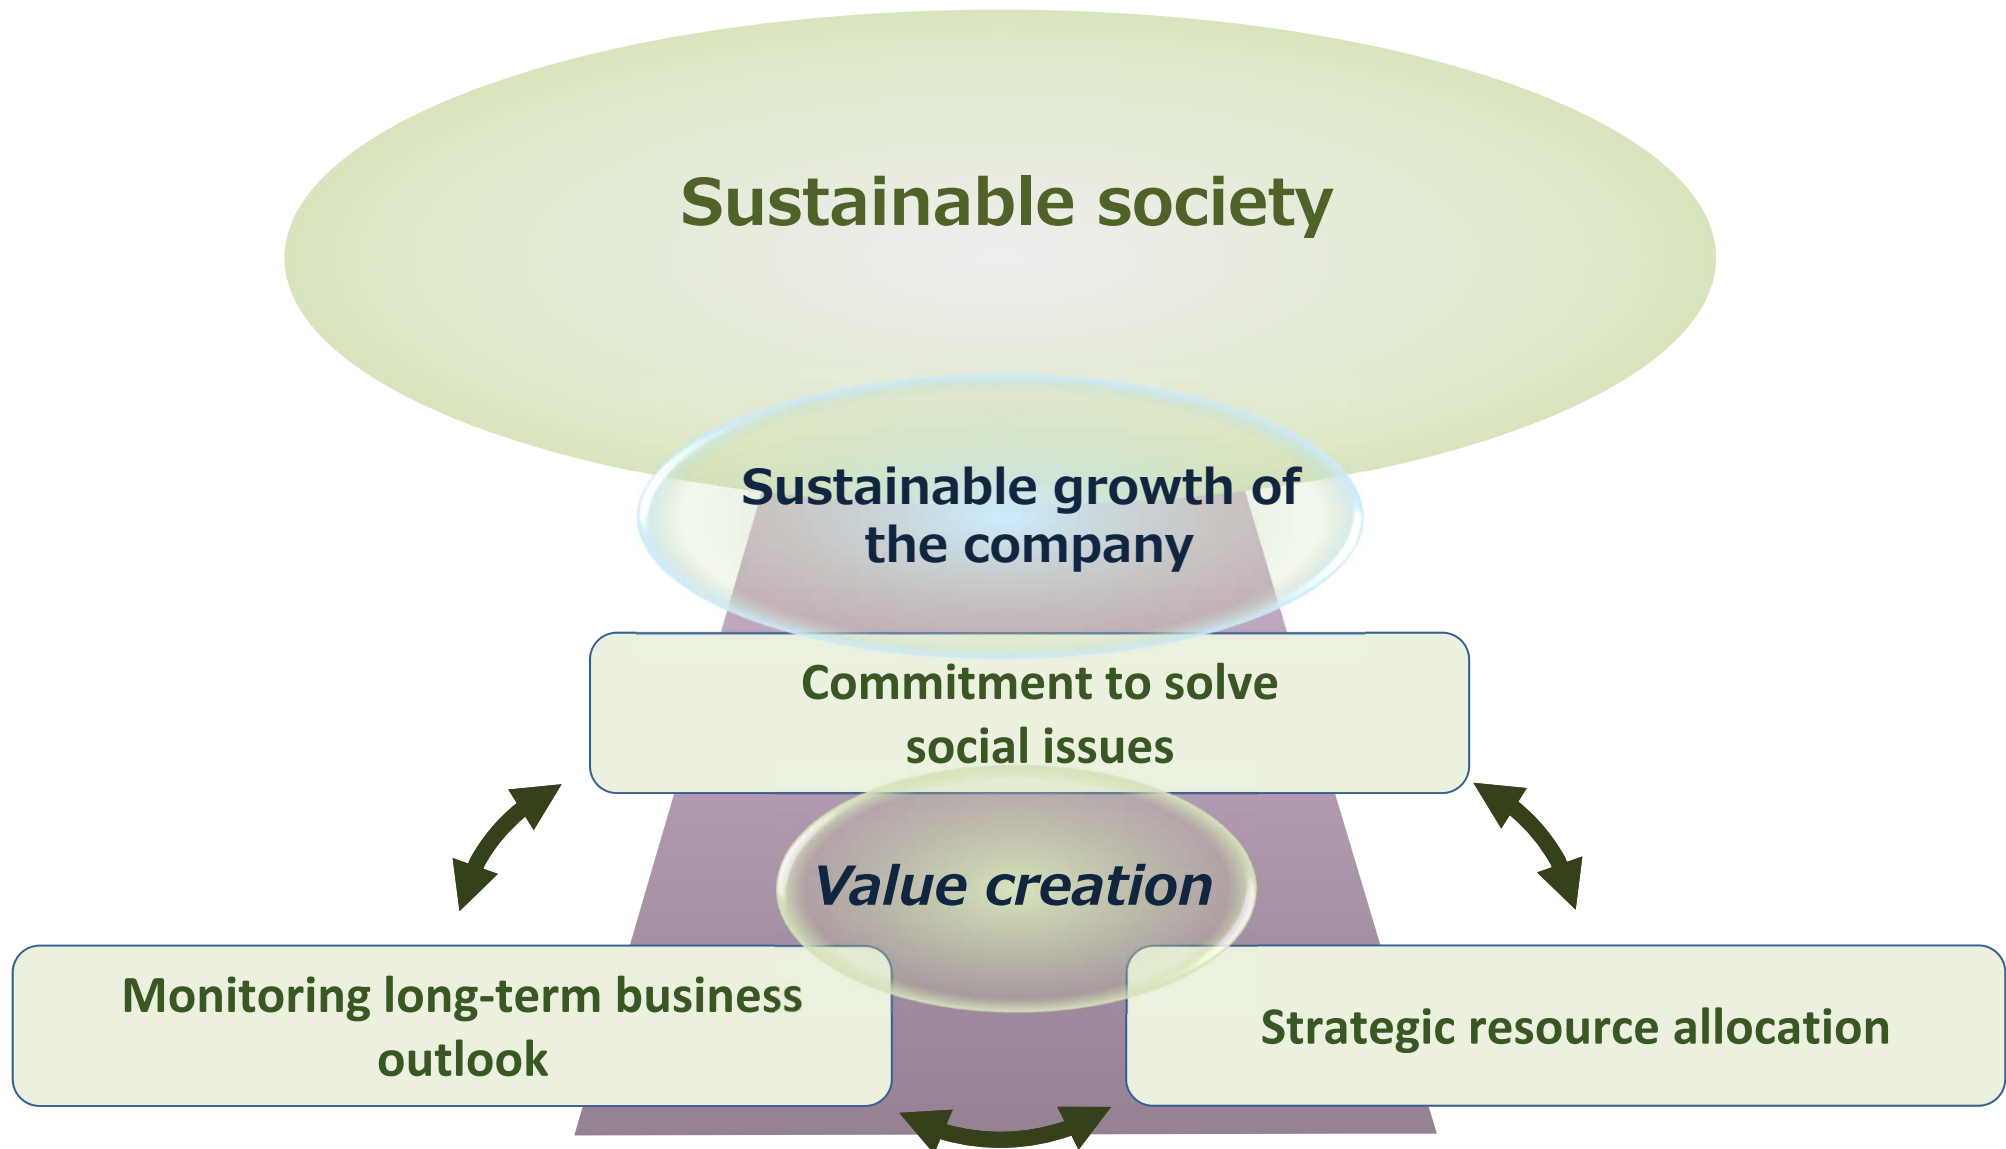 Sustainable society
Sustainable growth of
the company
Commitment to solve
social issues
Value creation
Monitoring long-term business
outlook
Strategic resource allocation